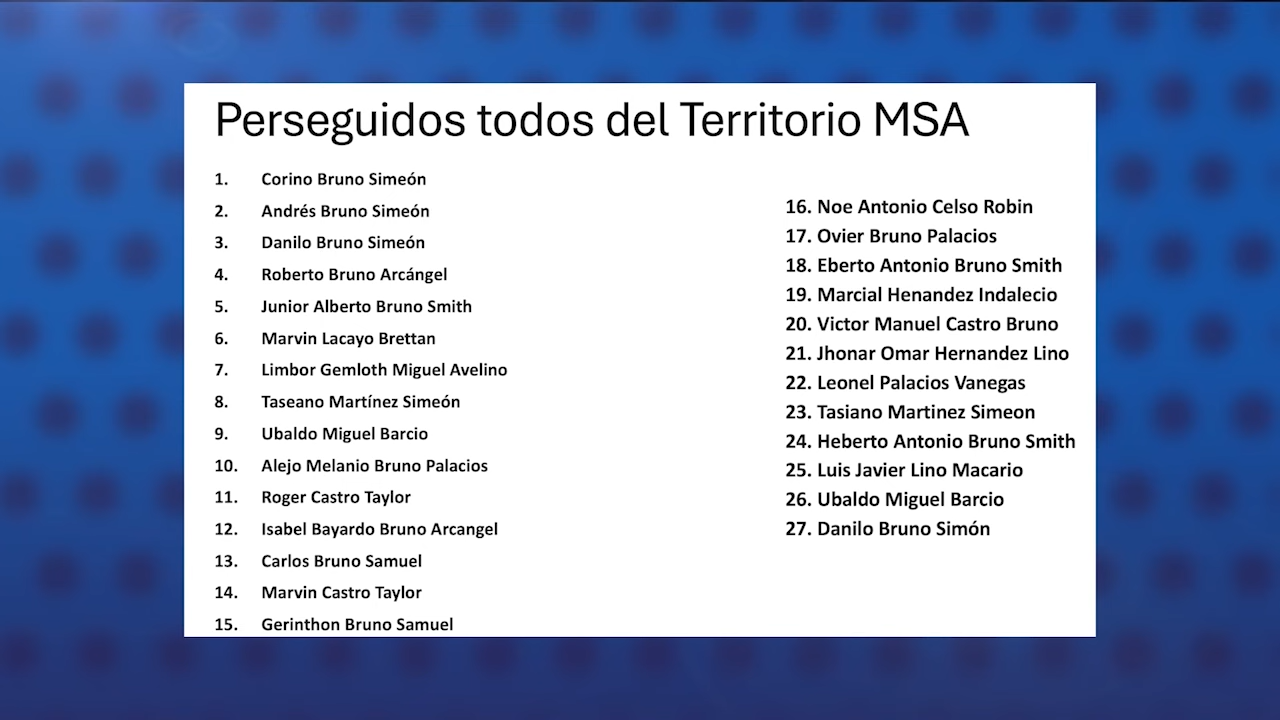 Perseguidos todos del Territorio MSA
1. Corino Bruno Simeón
2. Andrés Bruno Simeón
3. Danilo Bruno Simeón
4. Roberto Bruno Arcángel
5. Junior Alberto Bruno Smith
6. Marvin Lacayo Brettan
7. Limbor Gemloth Miguel Avelino
8. Taseano Martínez Simeón
9. Ubaldo Miguel Barcio
10. Alejo Melanio Bruno Palacios
11. Roger Castro Taylor
12. Isabel Bayardo Bruno Arcangel
13. Carlos Bruno Samuel
14. Marvin Castro Taylor
15. Gerinthon Bruno Samuel
16. Noe Antonio Celso Robin
17. Ovier Bruno Palacios
18. Eberto Antonio Bruno Smith
19. Marcial Henandez Indalecio
20. Victor Manuel Castro Bruno
21. Jhonar Omar Hernandez Lino
22. Leonel Palacios Vanegas
23. Tasiano Martinez Simeon
24. Heberto Antonio Bruno Smith
25. Luis Javier Lino Macario
26. Ubaldo Miguel Barcio
27. Danilo Bruno Simón